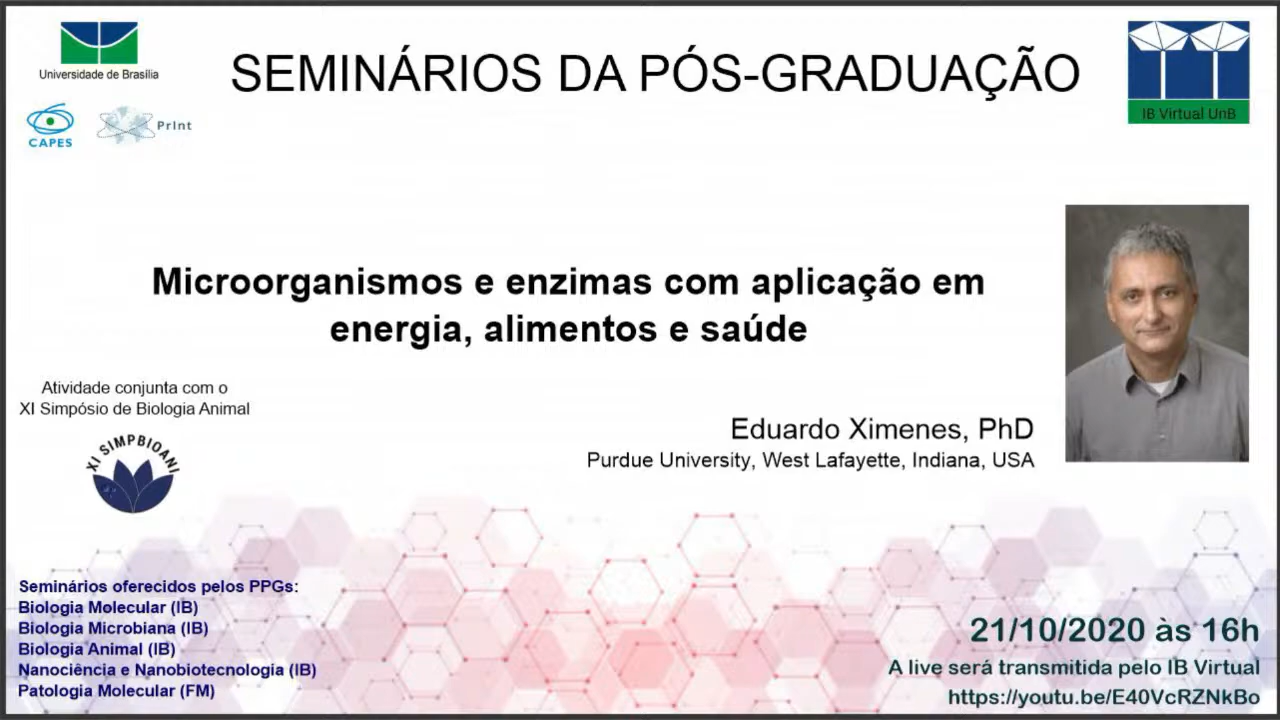 Universidade de Brasília
SEMINÁRIOS DA PÓS-GRADUAÇÃO
IB Virtual UnB
CAPES
PrInt
Microorganismos e enzimas com aplicação em
energia, alimentos e saúde
Atividade conjunta com o
XI Simpósio de Biologia Animal
XI SIMPBIOANI
Eduardo Ximenes, PhD
Purdue University, West Lafayette, Indiana, USA
Seminários oferecidos pelos PPGs:
Biologia Molecular (IB)
Biologia Microbiana (IB)
Biologia Animal (IB)
Nanociência e Nanobiotecnologia (IB)
Patologia Molecular (FM)
21/10/2020 às 16h
A live será transmitida pelo IB Virtual
https://youtu.be/E40VcRZNkBo